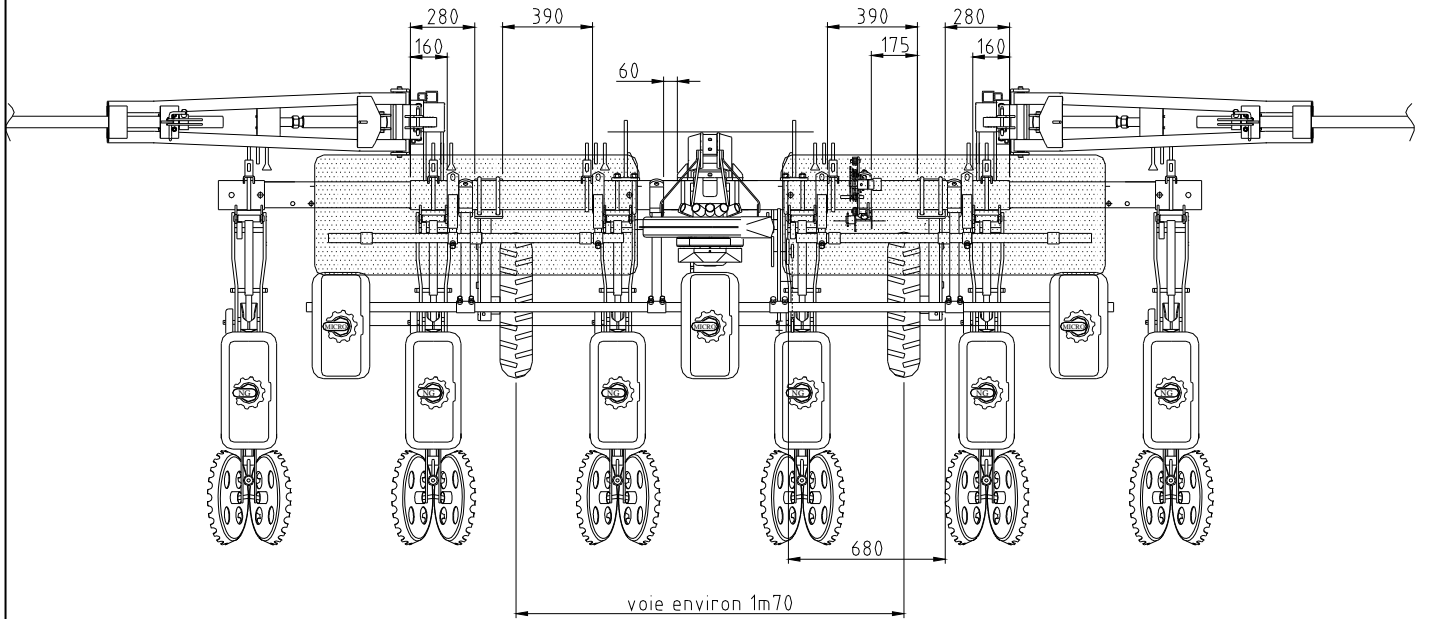 280
390
390
280
160
175
160
60
MICRO
MICRO
MICRO
NG
NG
NG
NG
NG
NG
680
voie environ 1m70